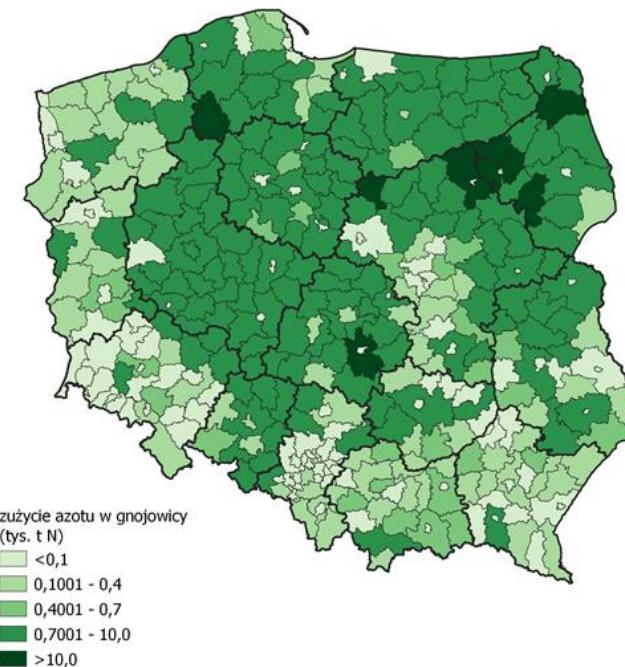 zużycie azotu w gnojowicy
(tys. t N)
<0,1
0,1001 - 0,4
0,4001 - 0,7
0,7001 - 10,0
>10,0